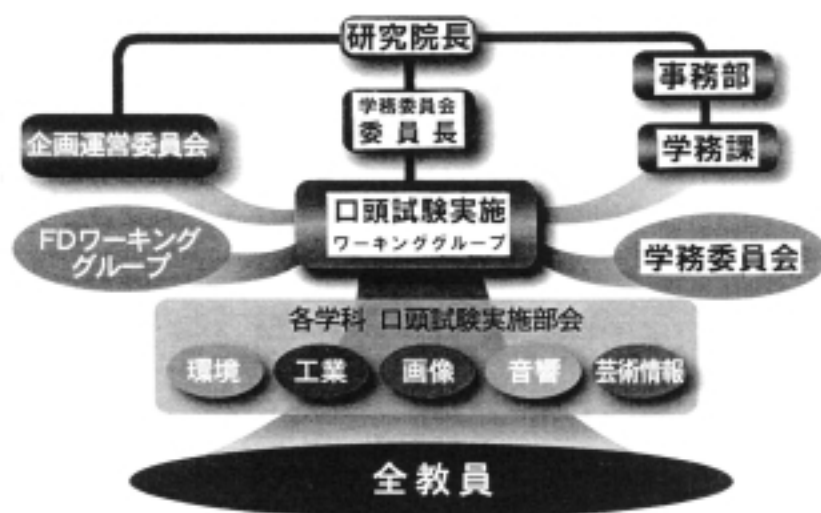 研究院長
事務部
学務委員会
委員長
企画運営委員会
学務課
口頭試験実施
ワーキンググループ
FDワーキング
グループ
学務委員会
各学科 口頭試験実施部会
環境 工業 画像 音響 芸術情報
全教員